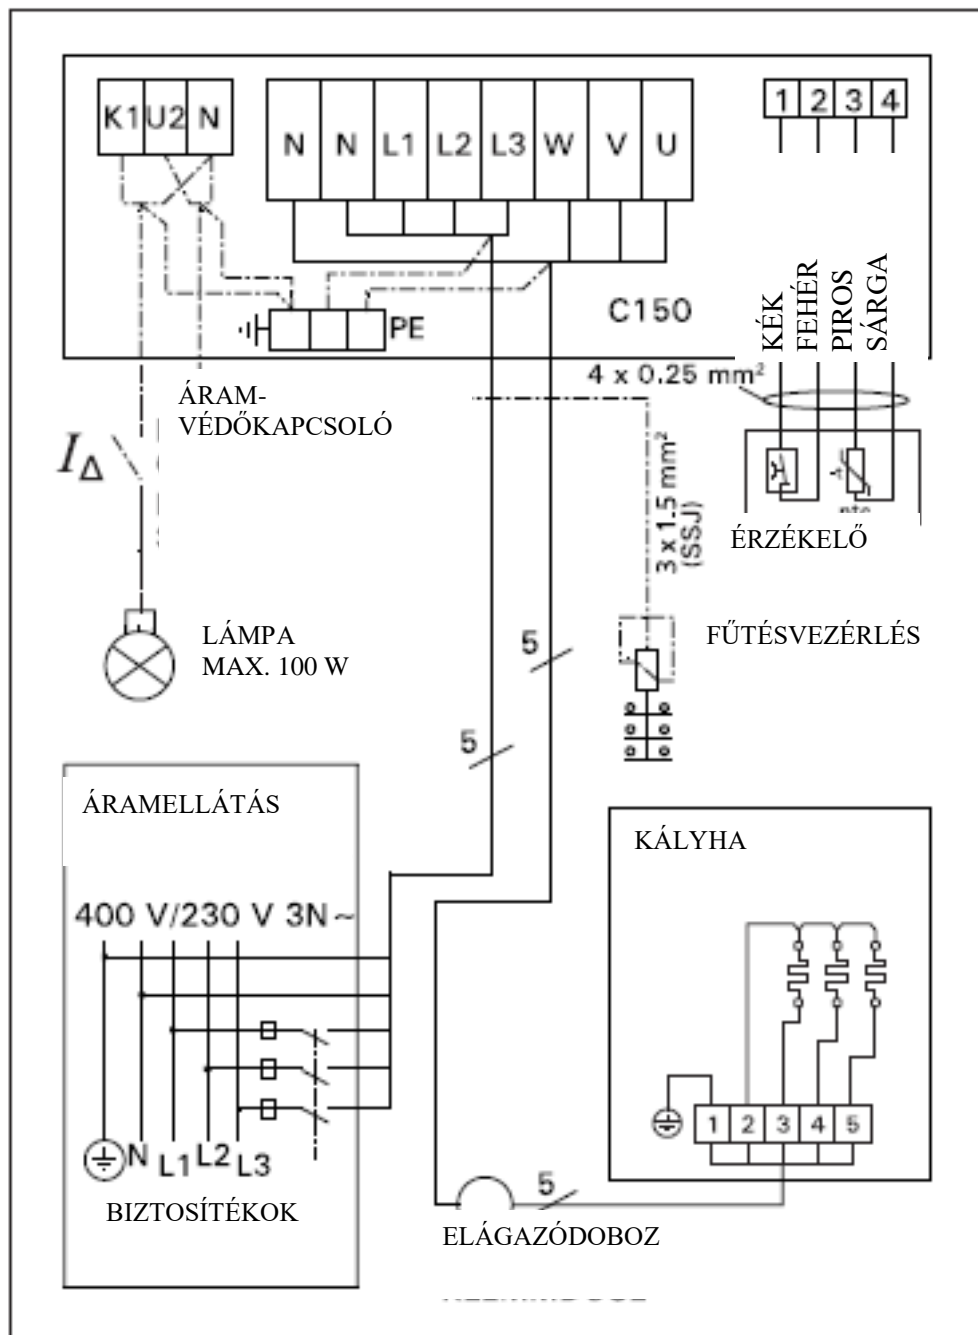 K1 U2 N
N N L1 L2 L3 W V U
1 2 3 4
KÉK
FEHÉR
PIROS
SÁRGA
C150
PE
4 x 0.25 mm²
ÁRAM-
VÉDŐKAPCSOLÓ
I∆
3 x 1.5 mm²
(SSJ)
ÉRZÉKELŐ
LÁMPA
MAX. 100 W
5
FŰTÉSVEZÉRLÉS
5
ÁRAMELLÁTÁS
KÁLYHA
400 V/230 V 3N ~
1 2 3 4 5
N L1 L2 L3
BIZTOSÍTÉKOK
5
ELÁGAZÓDOBOZ